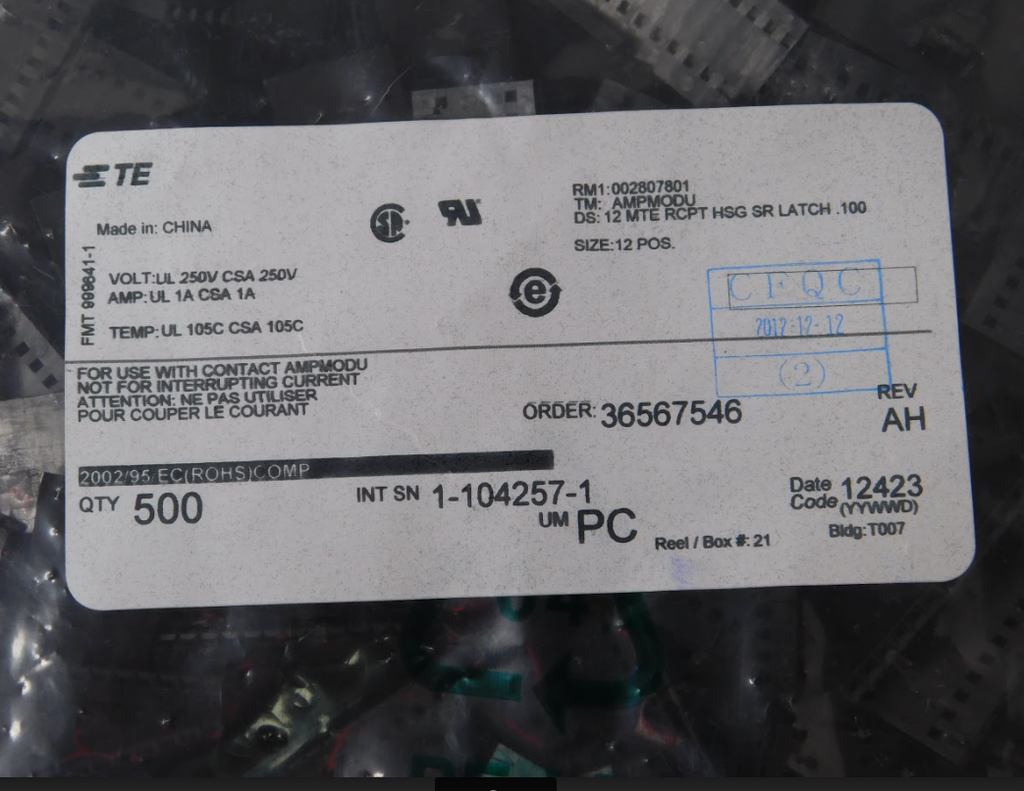 TE
Made in: CHINA
RM1:002807801
TM: AMPMODU
DS: 12 MTE RCPT HSG SR LATCH .100
SIZE:12 POS.
FMT 999841-1
VOLT:UL 250V CSA 250V
AMP:UL 1A CSA 1A
TEMP:UL 105C CSA 105C
e
CFQC
2012-12-12
(2)
FOR USE WITH CONTACT AMPMODU
NOT FOR INTERRUPTING CURRENT
ATTENTION: NE PAS UTILISER
POUR COUPER LE COURANT
ORDER: 36567546
REV
AH
2002/95/EC(ROHS)COMP
QTY 500
INT SN 1-104257-1
UM PC
Reel / Box #: 21
Date Code 12423
(YYWWD)
Bldg:T007
04